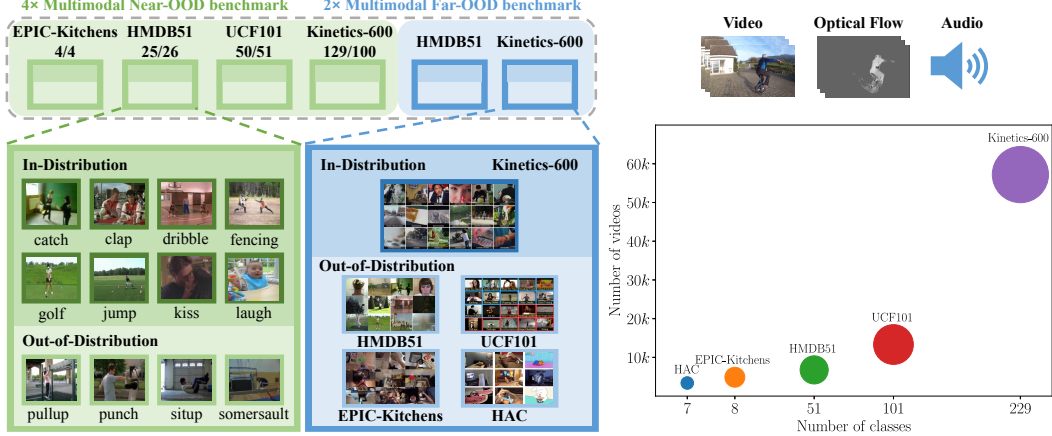 4× Multimodal Near-OOD benchmark
2× Multimodal Far-OOD benchmark
EPIC-Kitchens
4/4
HMDB51
25/26
UCF101
50/51
Kinetics-600
129/100
HMDB51
Kinetics-600
In-Distribution
catch
clap
dribble
fencing
golf
jump
kiss
laugh
Out-of-Distribution
pullup
punch
situp
somersault
In-Distribution
Kinetics-600
Out-of-Distribution
HMDB51
UCF101
EPIC-Kitchens
HAC
Video
Optical Flow
Audio
Number of videos
60k
50k
40k
30k
20k
10k
Kinetics-600
UCF101
HMDB51
EPIC-Kitchens
HAC
7
8
51
101
229
Number of classes